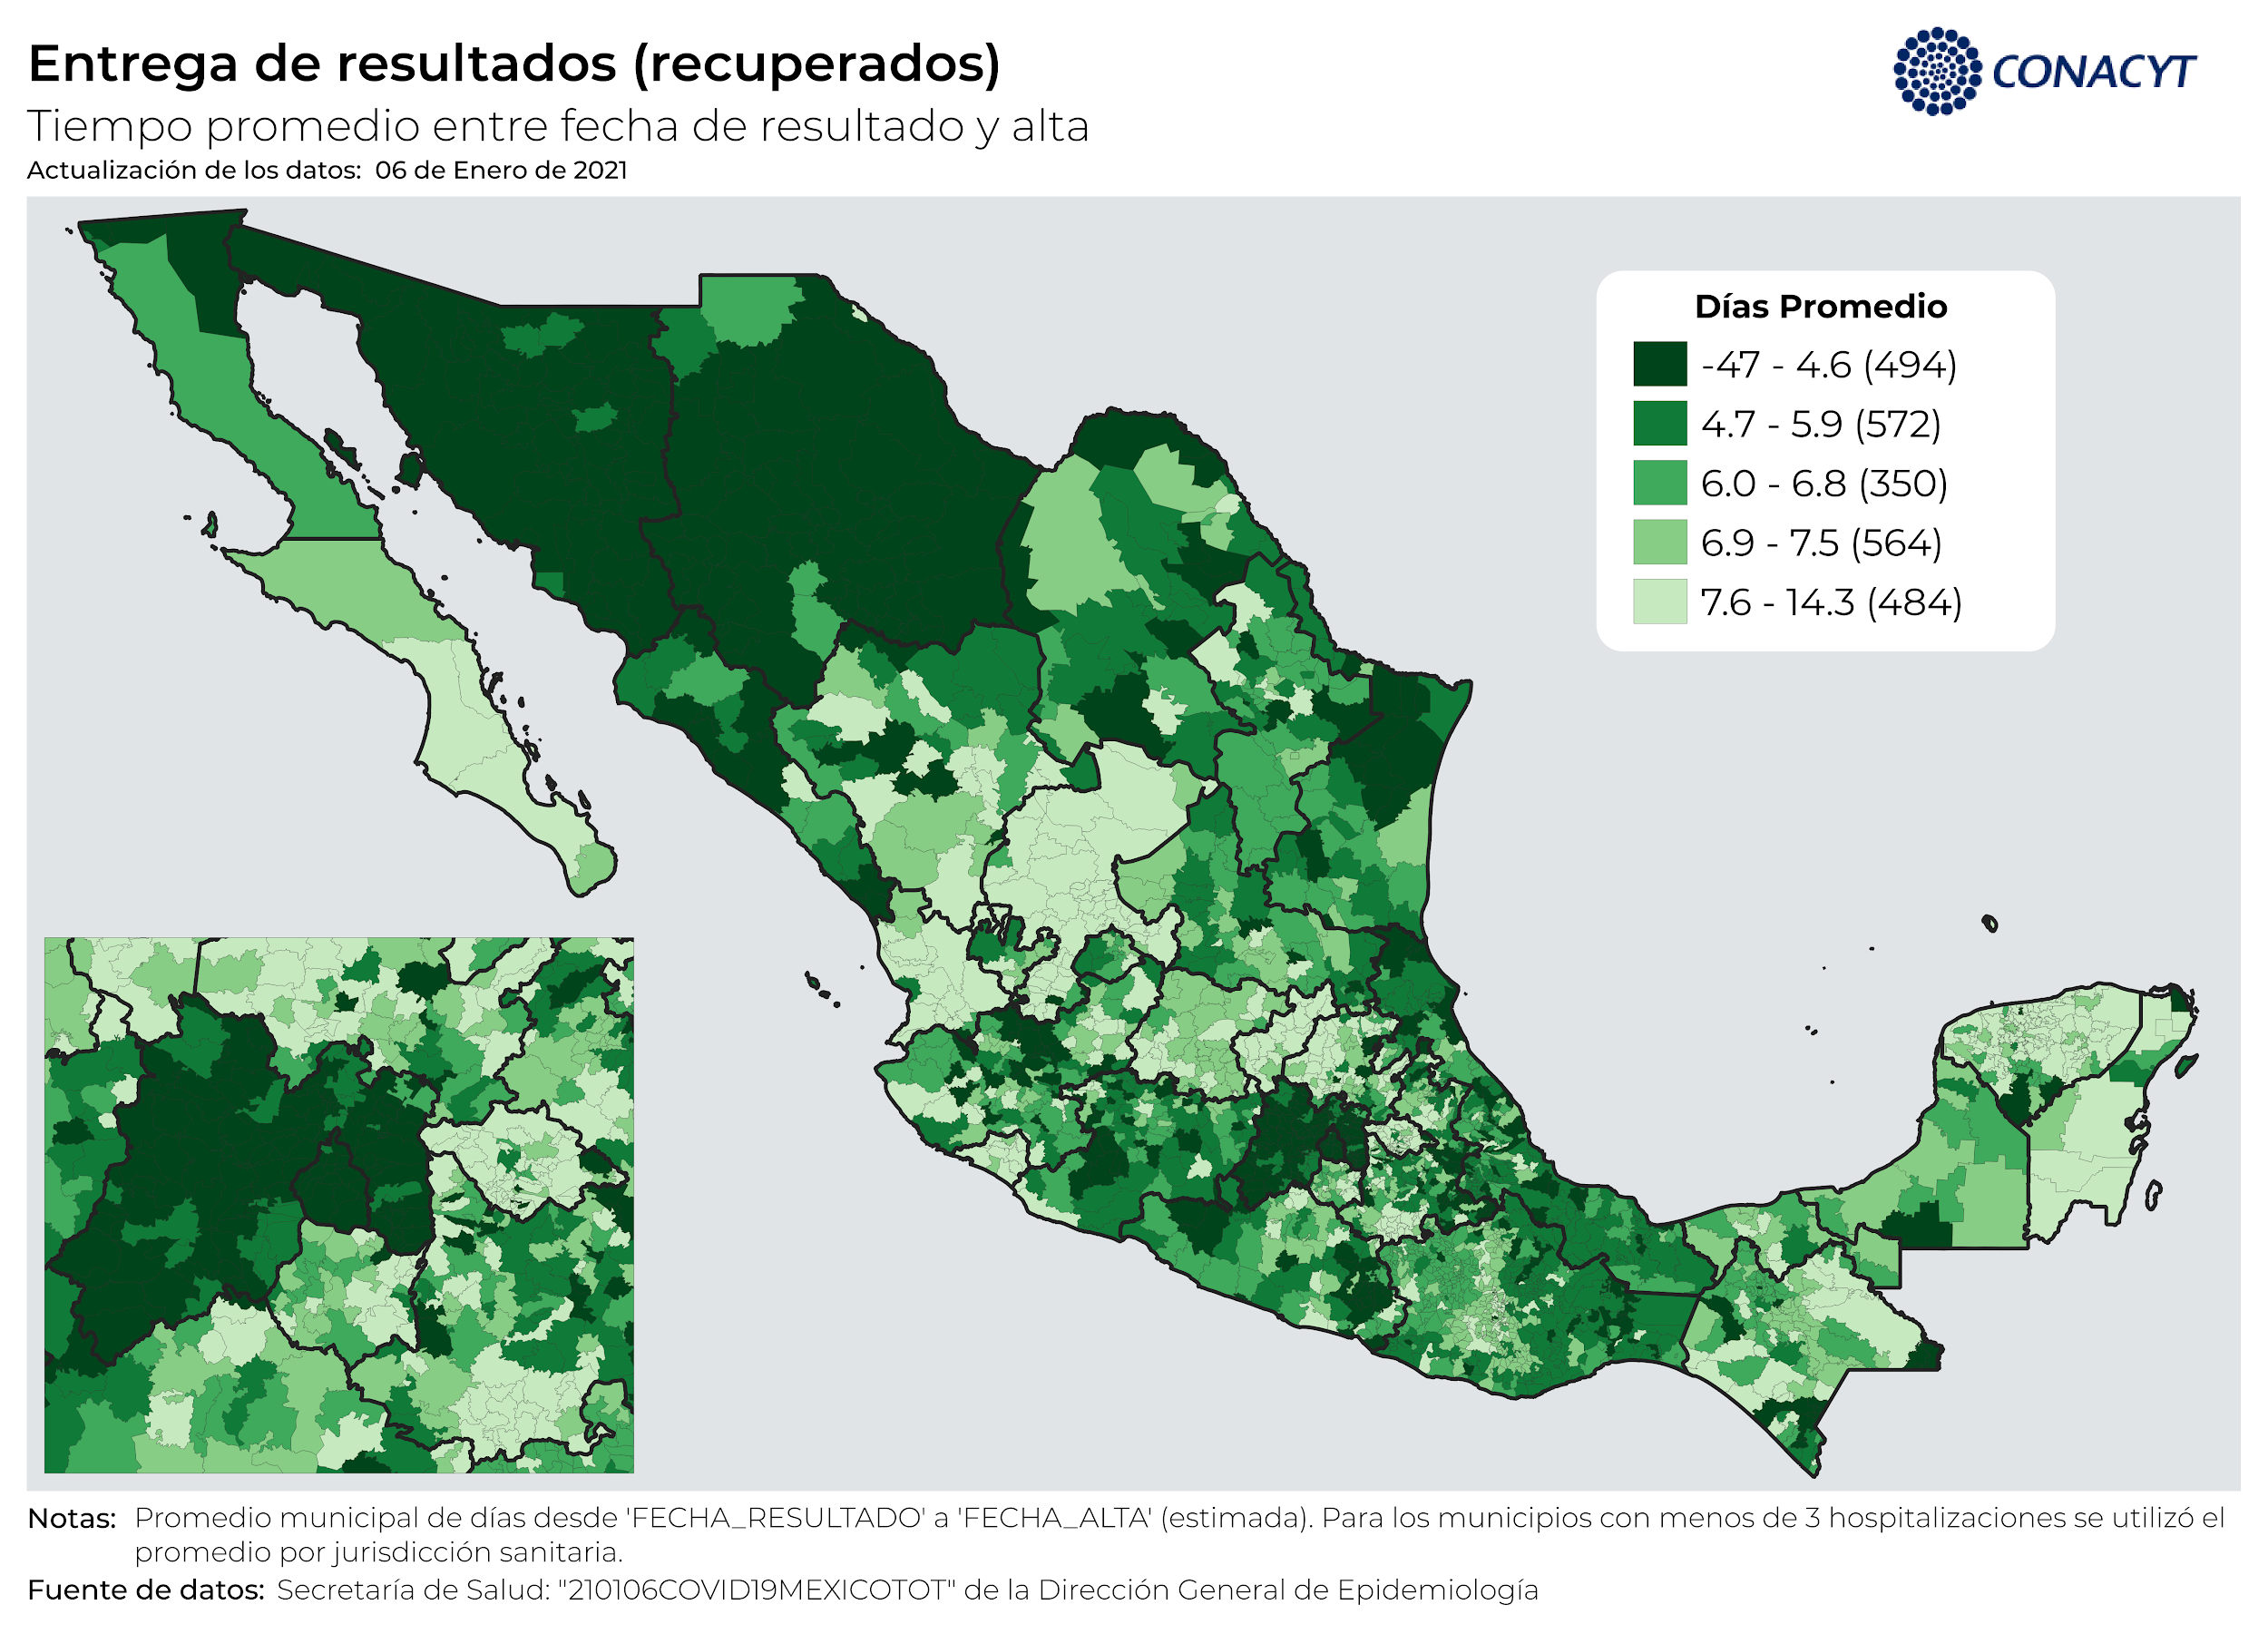 Entrega de resultados (recuperados)
CONACYT
Tiempo promedio entre fecha de resultado y alta
Actualización de los datos: 06 de Enero de 2021
Días Promedio
-47 - 4.6 (494)
4.7 - 5.9 (572)
6.0 - 6.8 (350)
6.9 - 7.5 (564)
7.6 - 14.3 (484)
Notas: Promedio municipal de días desde 'FECHA_RESULTADO' a 'FECHA_ALTA' (estimada). Para los municipios con menos de 3 hospitalizaciones se utilizó el
promedio por jurisdicción sanitaria.
Fuente de datos: Secretaría de Salud: "210106COVID19MEXICOTOT" de la Dirección General de Epidemiología